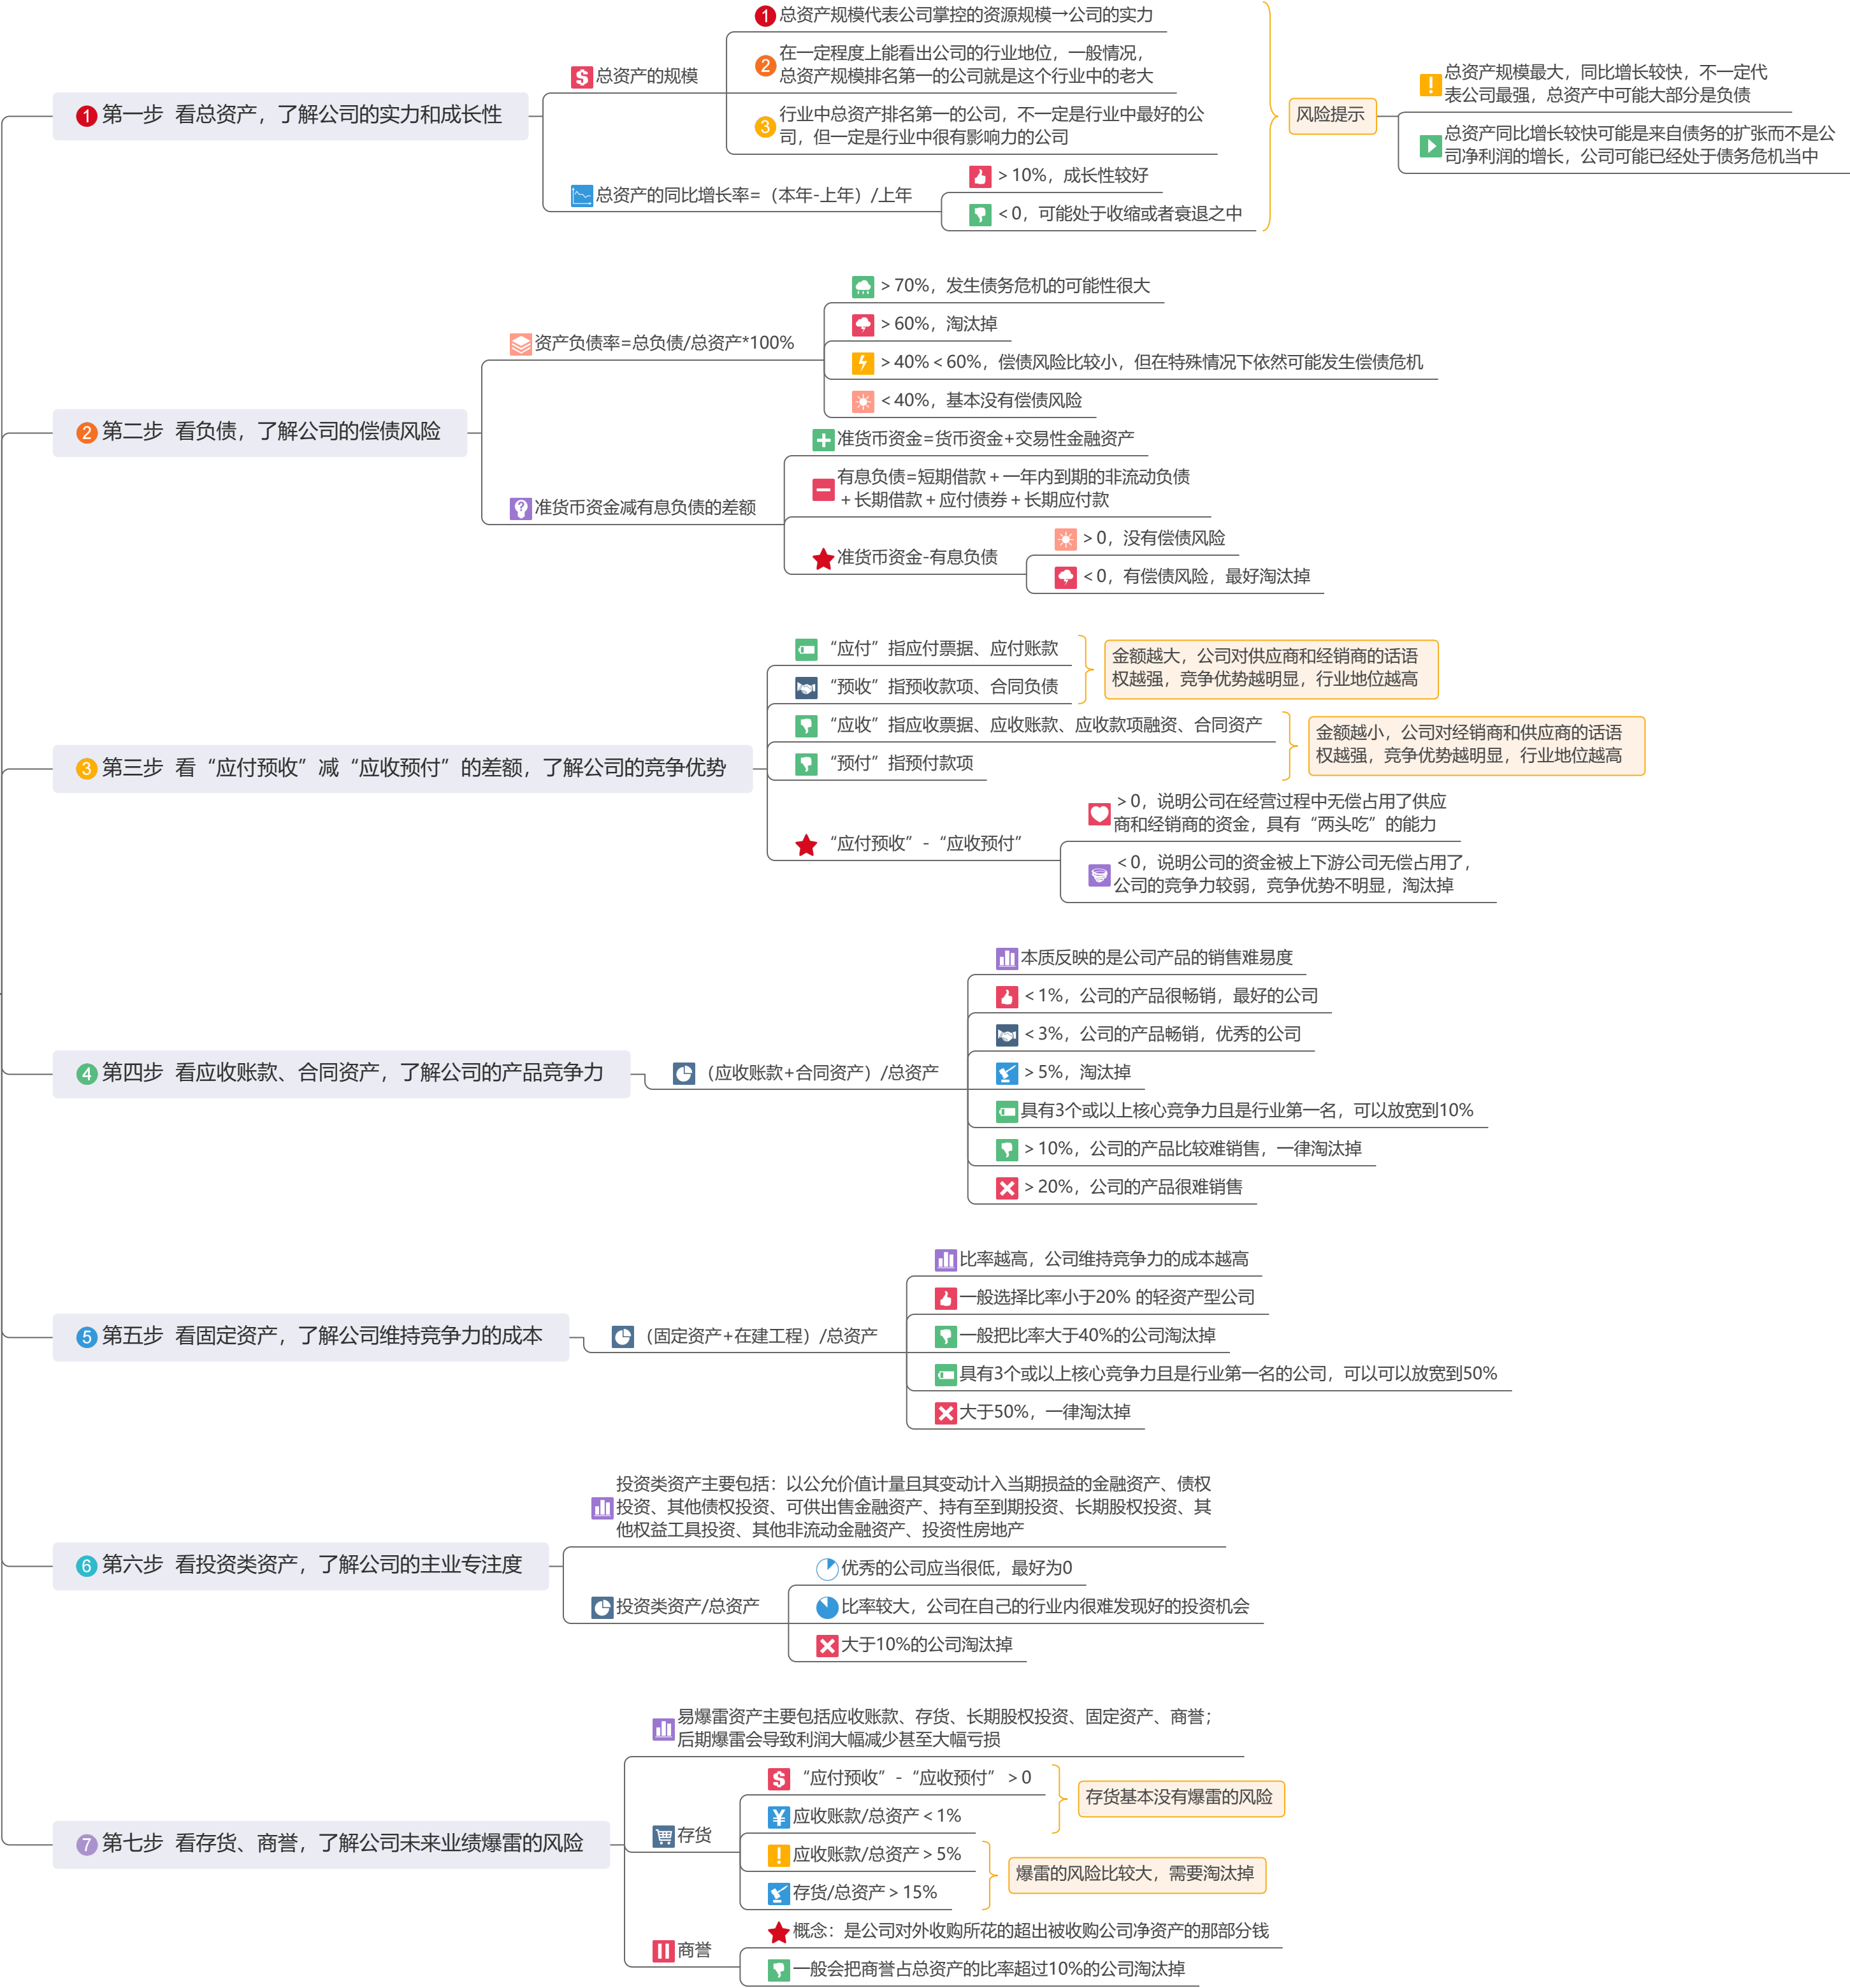 1 第一步 看总资产，了解公司的实力和成长性
$ 总资产的规模
1 总资产规模代表公司掌控的资源规模→公司的实力
2 在一定程度上能看出公司的行业地位，一般情况，
总资产规模排名第一的公司就是这个行业中的老大
3 行业中总资产排名第一的公司，不一定是行业中最好的公
司，但一定是行业中很有影响力的公司
总资产的同比增长率=（本年-上年）/上年
＞10%，成长性较好
＜0，可能处于收缩或者衰退之中
风险提示
! 总资产规模最大，同比增长较快，不一定代
表公司最强，总资产中可能大部分是负债
总资产同比增长较快可能是来自债务的扩张而不是公
司净利润的增长，公司可能已经处于债务危机当中
2 第二步 看负债，了解公司的偿债风险
资产负债率=总负债/总资产*100%
＞70%，发生债务危机的可能性很大
＞60%，淘汰掉
＞40%＜60%，偿债风险比较小，但在特殊情况下依然可能发生偿债危机
＜40%，基本没有偿债风险
准货币资金减有息负债的差额
准货币资金=货币资金+交易性金融资产
有息负债=短期借款＋一年内到期的非流动负债
＋长期借款＋应付债券＋长期应付款
准货币资金-有息负债
＞0，没有偿债风险
＜0，有偿债风险，最好淘汰掉
3 第三步 看“应付预收”减“应收预付”的差额，了解公司的竞争优势
“应付”指应付票据、应付账款
“预收”指预收款项、合同负债
金额越大，公司对供应商和经销商的话语
权越强，竞争优势越明显，行业地位越高
“应收”指应收票据、应收账款、应收款项融资、合同资产
“预付”指预付款项
金额越小，公司对经销商和供应商的话语
权越强，竞争优势越明显，行业地位越高
“应付预收”-“应收预付”
＞0，说明公司在经营过程中无偿占用了供应
商和经销商的资金，具有“两头吃”的能力
＜0，说明公司的资金被上下游公司无偿占用了，
公司的竞争力较弱，竞争优势不明显，淘汰掉
4 第四步 看应收账款、合同资产，了解公司的产品竞争力
（应收账款+合同资产）/总资产
本质反映的是公司产品的销售难易度
＜1%，公司的产品很畅销，最好的公司
＜3%，公司的产品畅销，优秀的公司
＞5%，淘汰掉
具有3个或以上核心竞争力且是行业第一名，可以放宽到10%
＞10%，公司的产品比较难销售，一律淘汰掉
＞20%，公司的产品很难销售
5 第五步 看固定资产，了解公司维持竞争力的成本
（固定资产+在建工程）/总资产
比率越高，公司维持竞争力的成本越高
一般选择比率小于20% 的轻资产型公司
一般把比率大于40%的公司淘汰掉
具有3个或以上核心竞争力且是行业第一名的公司，可以可以放宽到50%
大于50%，一律淘汰掉
6 第六步 看投资类资产，了解公司的主业专注度
投资类资产主要包括：以公允价值计量且其变动计入当期损益的金融资产、债权
投资、其他债权投资、可供出售金融资产、持有至到期投资、长期股权投资、其
他权益工具投资、其他非流动金融资产、投资性房地产
投资类资产/总资产
优秀的公司应当很低，最好为0
比率较大，公司在自己的行业内很难发现好的投资机会
大于10%的公司淘汰掉
7 第七步 看存货、商誉，了解公司未来业绩爆雷的风险
易爆雷资产主要包括应收账款、存货、长期股权投资、固定资产、商誉；
后期爆雷会导致利润大幅减少甚至大幅亏损
存货
$ “应付预收”-“应收预付”＞0
¥ 应收账款/总资产＜1%
存货基本没有爆雷的风险
! 应收账款/总资产＞5%
存货/总资产＞15%
爆雷的风险比较大，需要淘汰掉
商誉
概念：是公司对外收购所花的超出被收购公司净资产的那部分钱
一般会把商誉占总资产的比率超过10%的公司淘汰掉